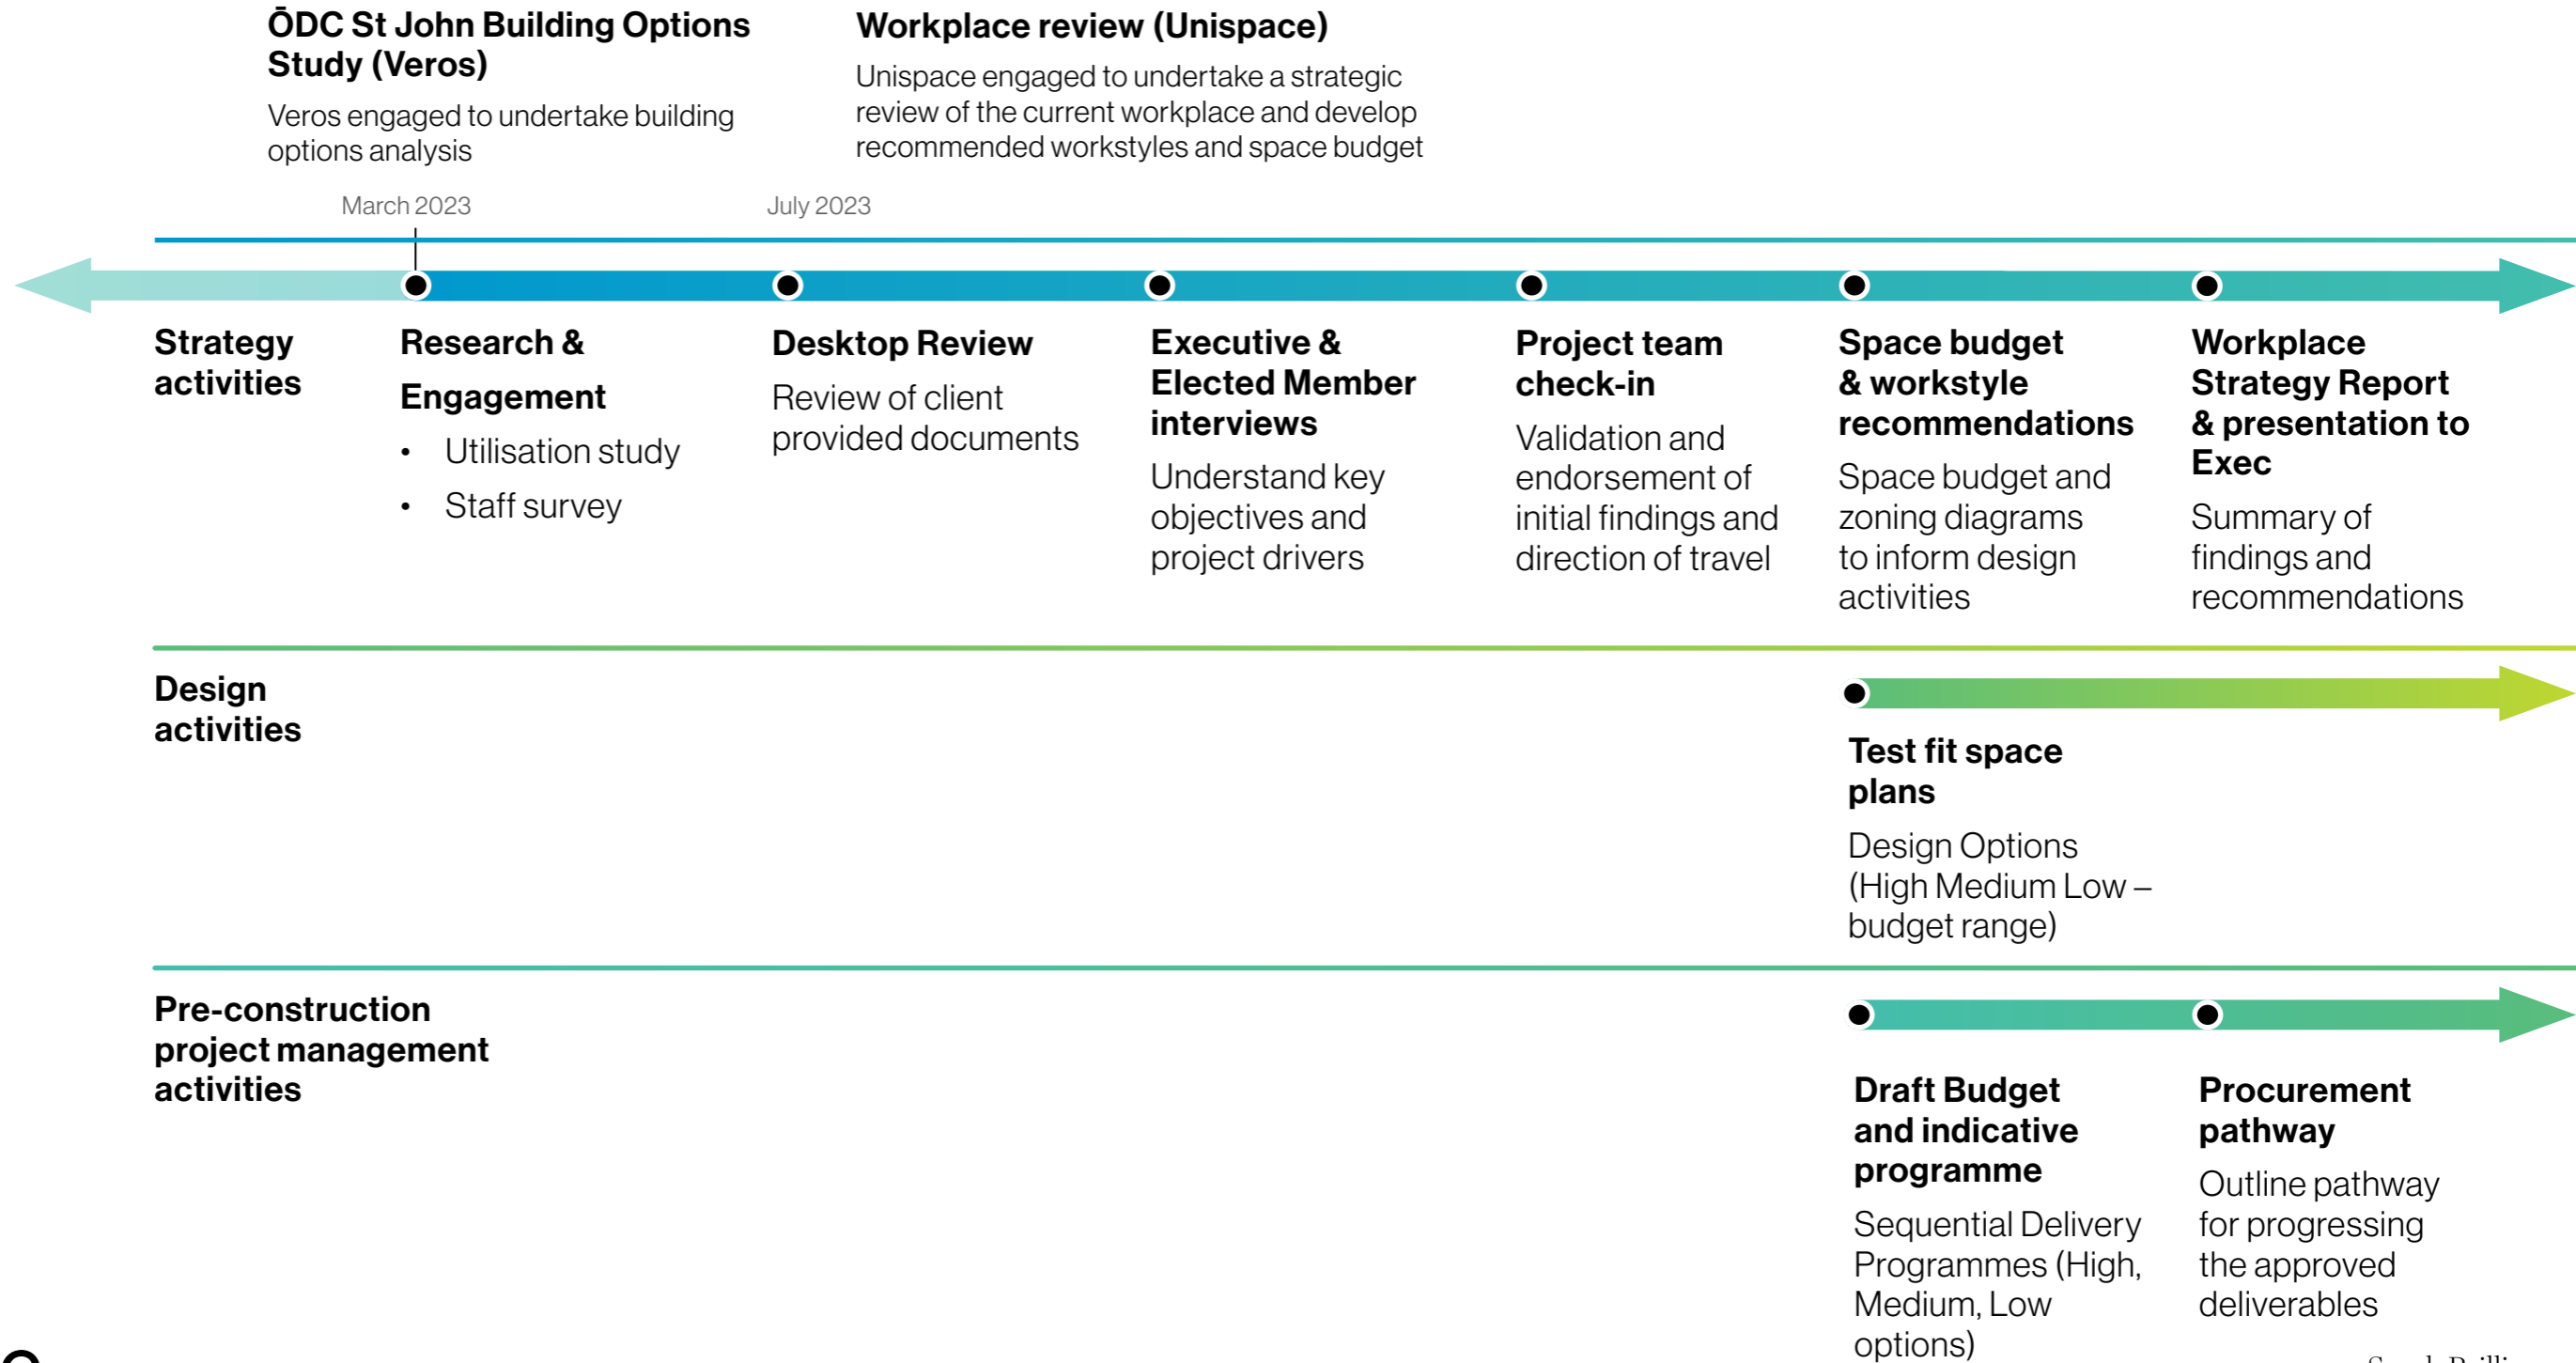 ŌDC St John Building Options
Study (Veros)
Veros engaged to undertake building
options analysis
Workplace review (Unispace)
Unispace engaged to undertake a strategic
review of the current workplace and develop
recommended workstyles and space budget
March 2023
July 2023
Strategy
activities
Research &
Engagement
• Utilisation study
• Staff survey
Desktop Review
Review of client
provided documents
Executive &
Elected Member
interviews
Understand key
objectives and
project drivers
Project team
check-in
Validation and
endorsement of
initial findings and
direction of travel
Space budget
& workstyle
recommendations
Space budget and
zoning diagrams
to inform design
activities
Workplace
Strategy Report
& presentation to
Exec
Summary of
findings and
recommendations
Design
activities
Test fit space
plans
Design Options
(High Medium Low –
budget range)
Pre-construction
project management
activities
Draft Budget
and indicative
programme
Sequential Delivery
Programmes (High,
Medium, Low
options)
Procurement
pathway
Outline pathway
for progressing
the approved
deliverables